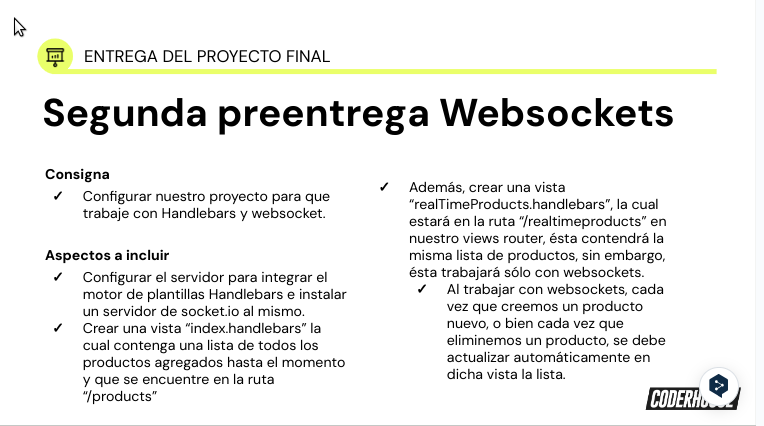 ENTREGA DEL PROYECTO FINAL
Segunda preentrega Websockets
Consigna
✓ Configurar nuestro proyecto para que
trabaje con Handlebars y websocket.
Aspectos a incluir
✓ Configurar el servidor para integrar el
motor de plantillas Handlebars e instalar
un servidor de socket.io al mismo.
✓ Crear una vista “index.handlebars” la
cual contenga una lista de todos los
productos agregados hasta el momento
y que se encuentre en la ruta
“/products”
✓ Además, crear una vista
“realTimeProducts.handlebars”, la cual
estará en la ruta “/realtimeproducts” en
nuestro views router, ésta contendrá la
misma lista de productos, sin embargo,
ésta trabajará sólo con websockets.
✓ Al trabajar con websockets, cada
vez que creemos un producto
nuevo, o bien cada vez que
eliminemos un producto, se debe
actualizar automáticamente en
dicha vista la lista.
CODERHOUSE